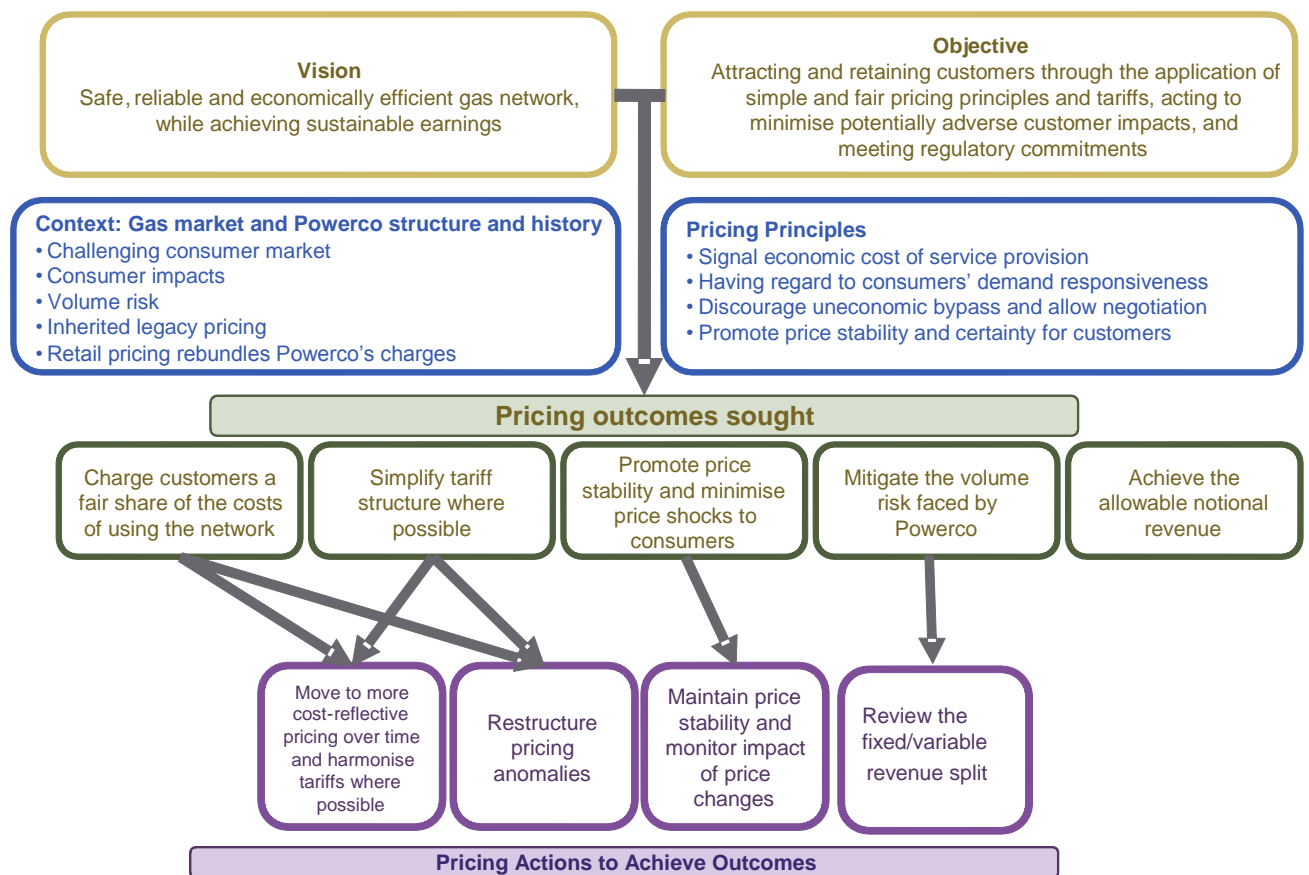 Vision
Safe, reliable and economically efficient gas network,
while achieving sustainable earnings
Objective
Attracting and retaining customers through the application of
simple and fair pricing principles and tariffs, acting to
minimise potentially adverse customer impacts, and
meeting regulatory commitments
Context: Gas market and Powerco structure and history
• Challenging consumer market
• Consumer impacts
• Volume risk
• Inherited legacy pricing
• Retail pricing rebundles Powerco’s charges
Pricing Principles
• Signal economic cost of service provision
• Having regard to consumers’ demand responsiveness
• Discourage uneconomic bypass and allow negotiation
• Promote price stability and certainty for customers
Pricing outcomes sought
Charge customers a
fair share of the costs
of using the network
Simplify tariff
structure where
possible
Promote price
stability and minimise
price shocks to
consumers
Mitigate the volume
risk faced by
Powerco
Achieve the
allowable notional
revenue
Move to more
cost-reflective
pricing over time
and harmonise
tariffs where
possible
Restructure
pricing
anomalies
Maintain price
stability and
monitor impact
of price
changes
Review the
fixed/variable
revenue split
Pricing Actions to Achieve Outcomes